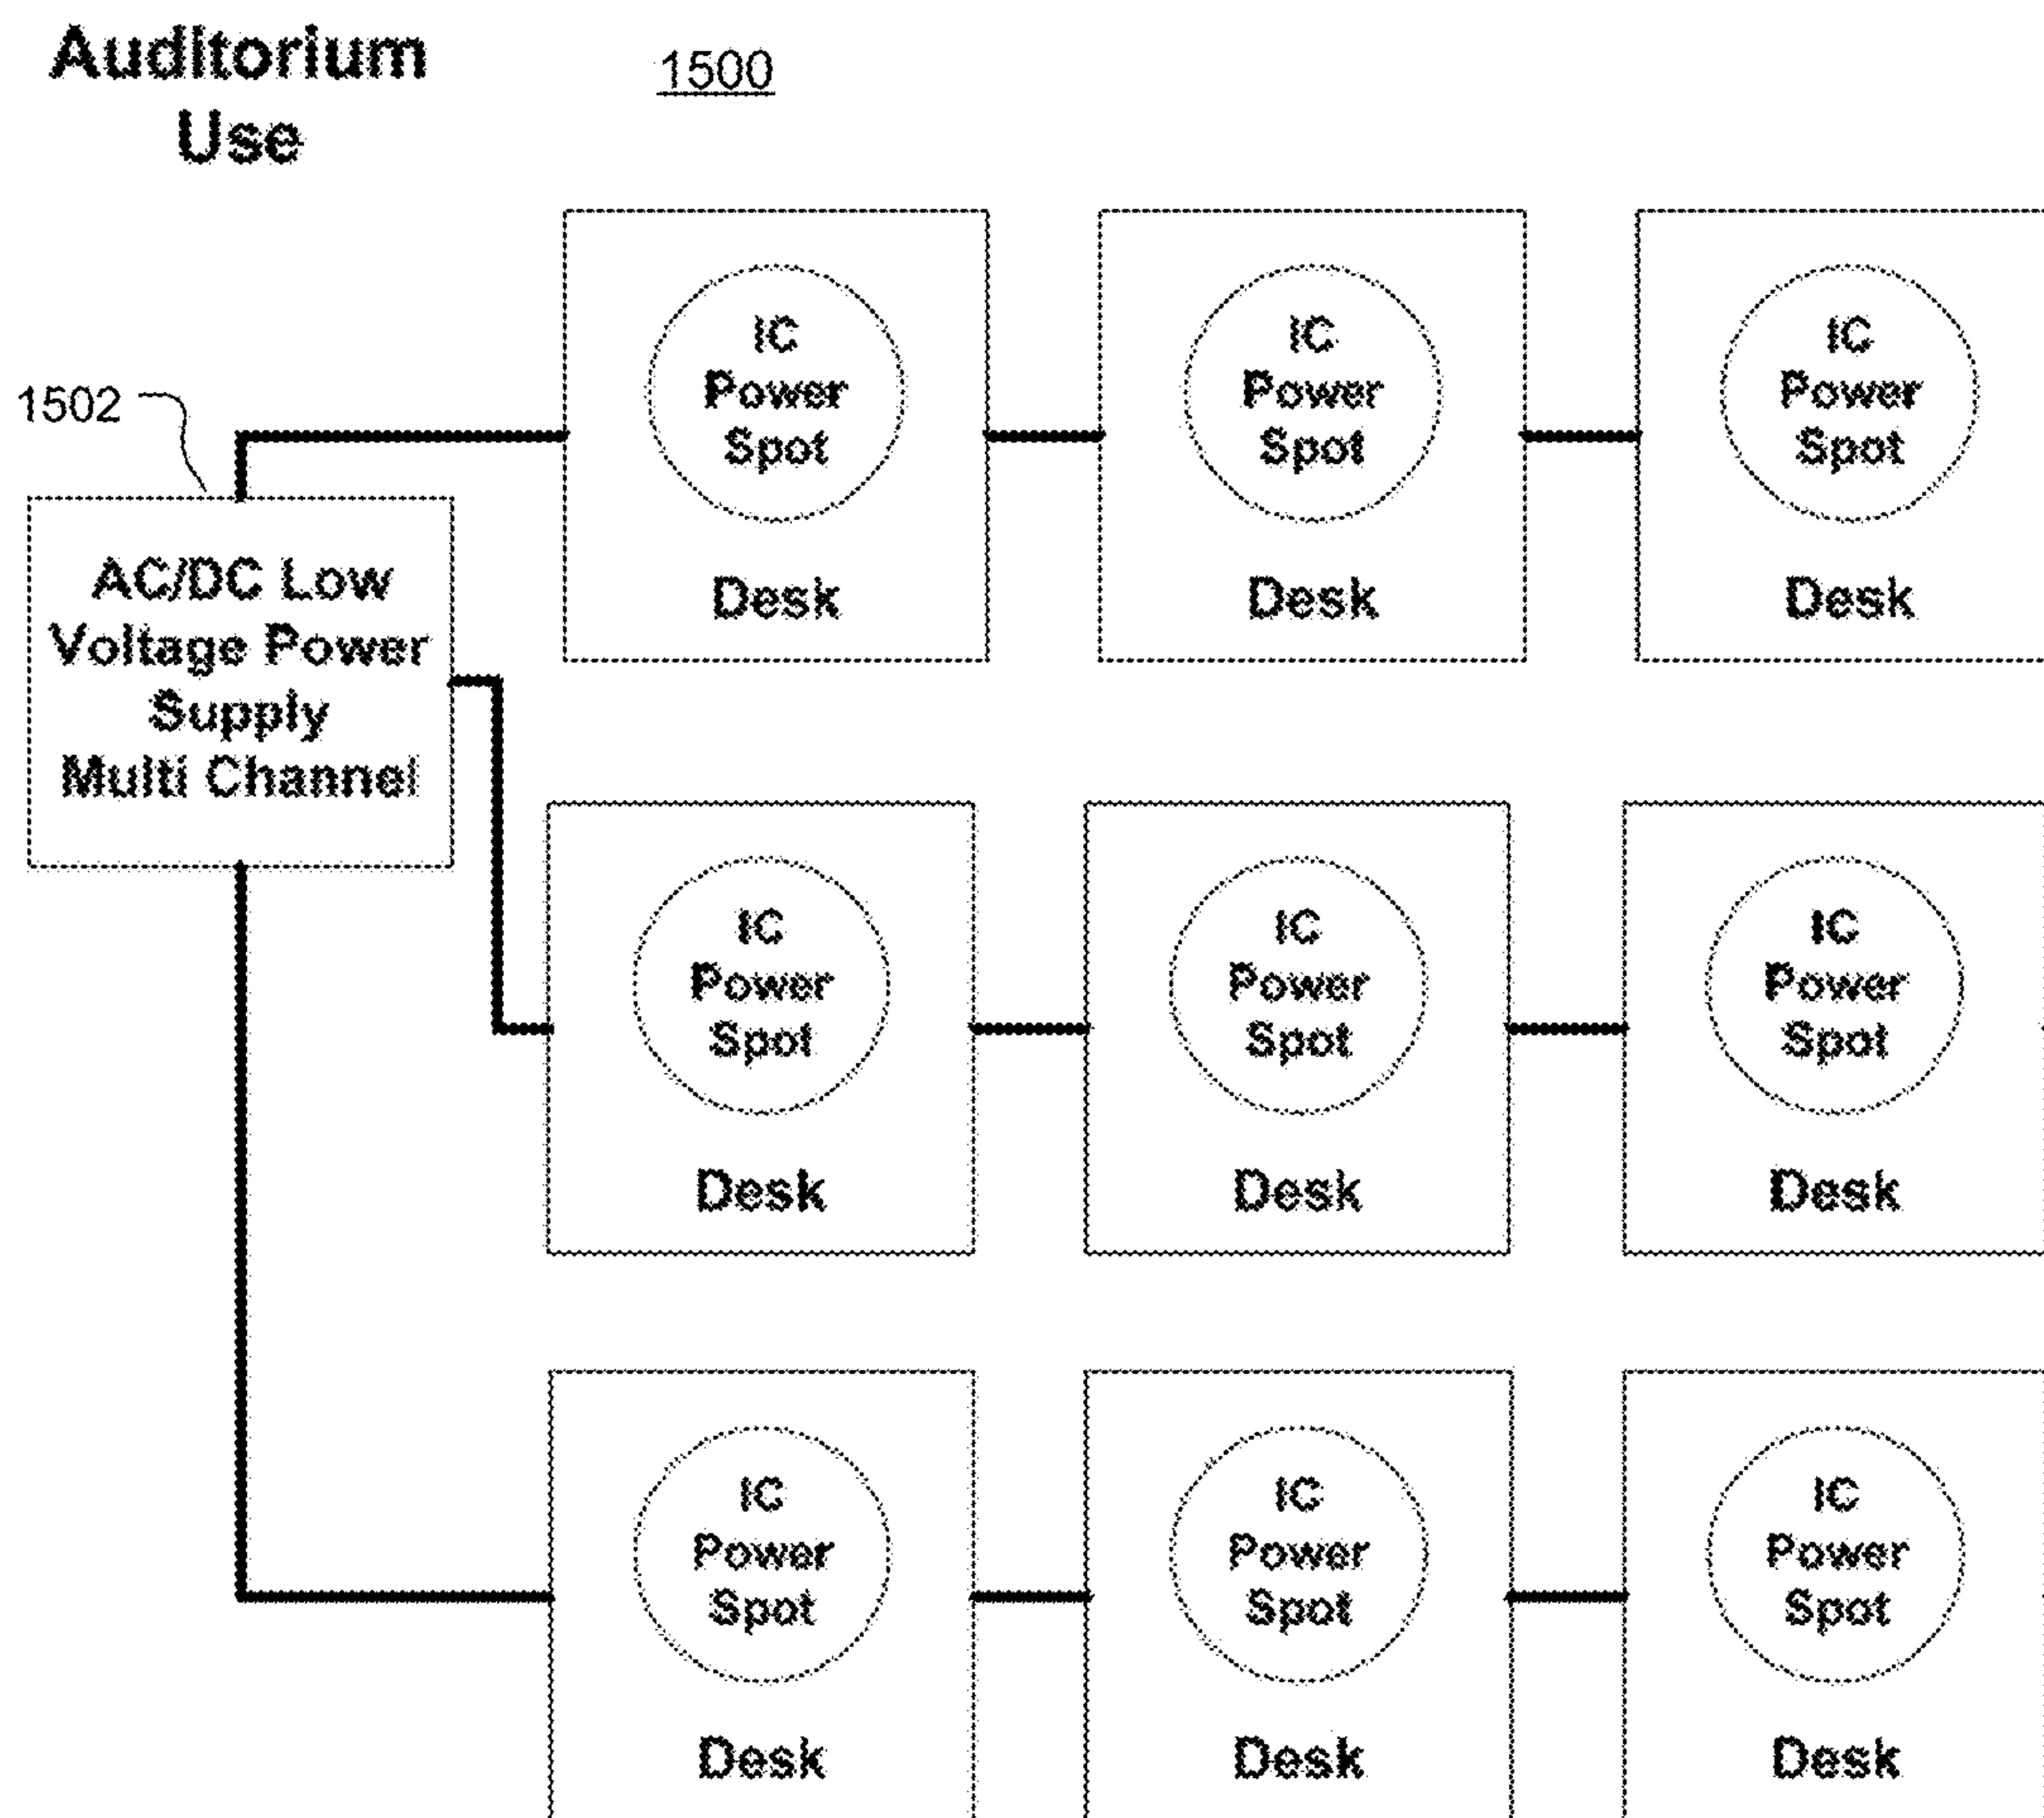 Auditorium
Use
1500
IC
Power
Spot
Desk
IC
Power
Spot
Desk
IC
Power
Spot
Desk
1502
AC/DC Low
Voltage Power
Supply
Multi Channel
IC
Power
Spot
Desk
IC
Power
Spot
Desk
IC
Power
Spot
Desk
IC
Power
Spot
Desk
IC
Power
Spot
Desk
IC
Power
Spot
Desk